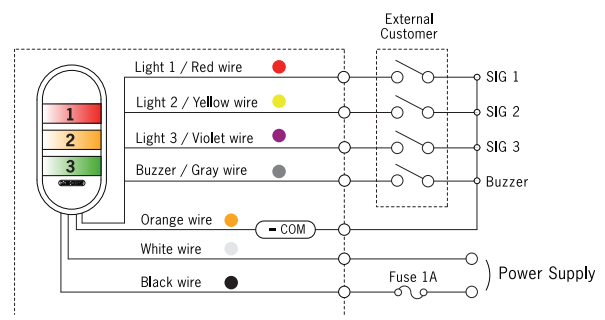 External
Customer
Light 1 / Red wire
SIG 1
Light 2 / Yellow wire
SIG 2
1
2
3
Light 3 / Violet wire
SIG 3
Buzzer / Gray wire
Buzzer
Orange wire
- COM
White wire
Black wire
Fuse 1A
Power Supply